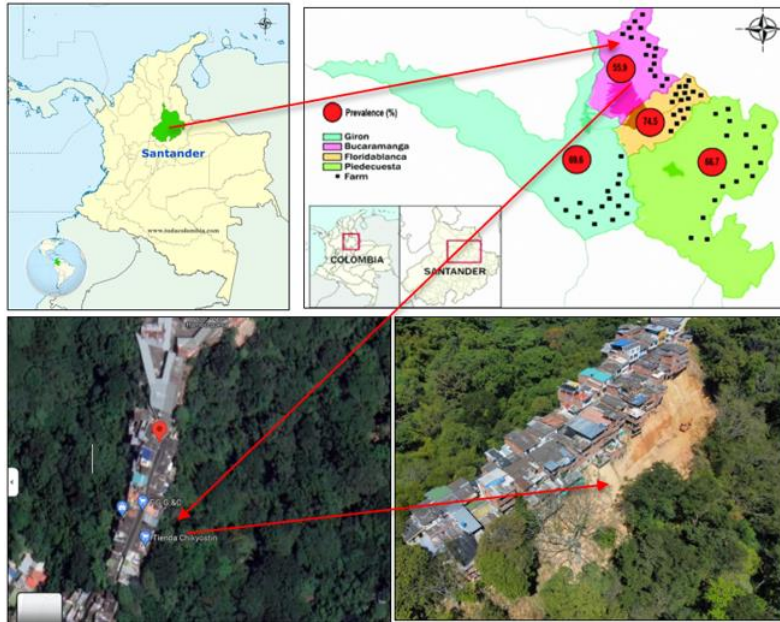 Santander
www.todacolombia.com
55.9
74.5
69.6
66.7
Prevalence (%)
Giron
Bucaramanga
Floridablanca
Piedecuesta
Farm
COLOMBIA
SANTANDER
Tienda Chikyostin